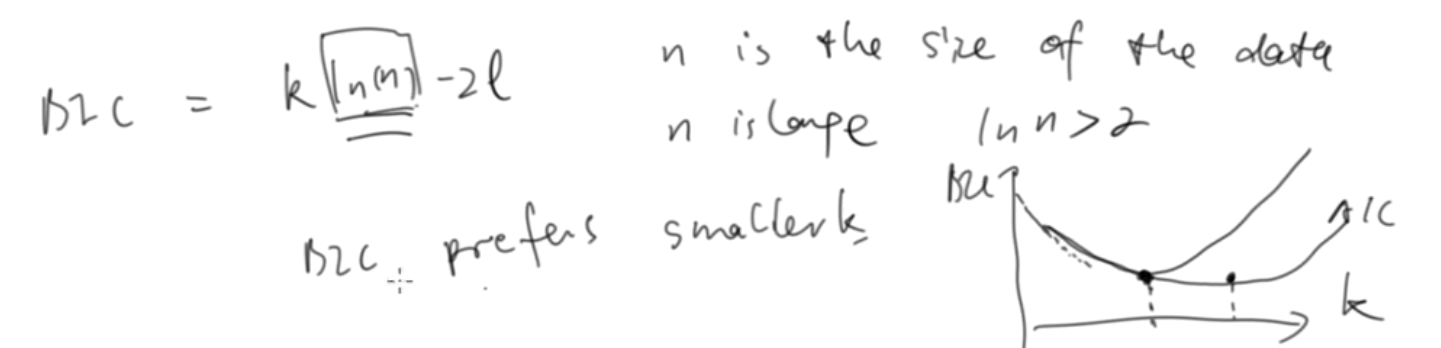 BIC = k ln(n) - 2l
n is the size of the data
n is large ln n > 2
BIC prefers smaller k
BIC
AIC
k